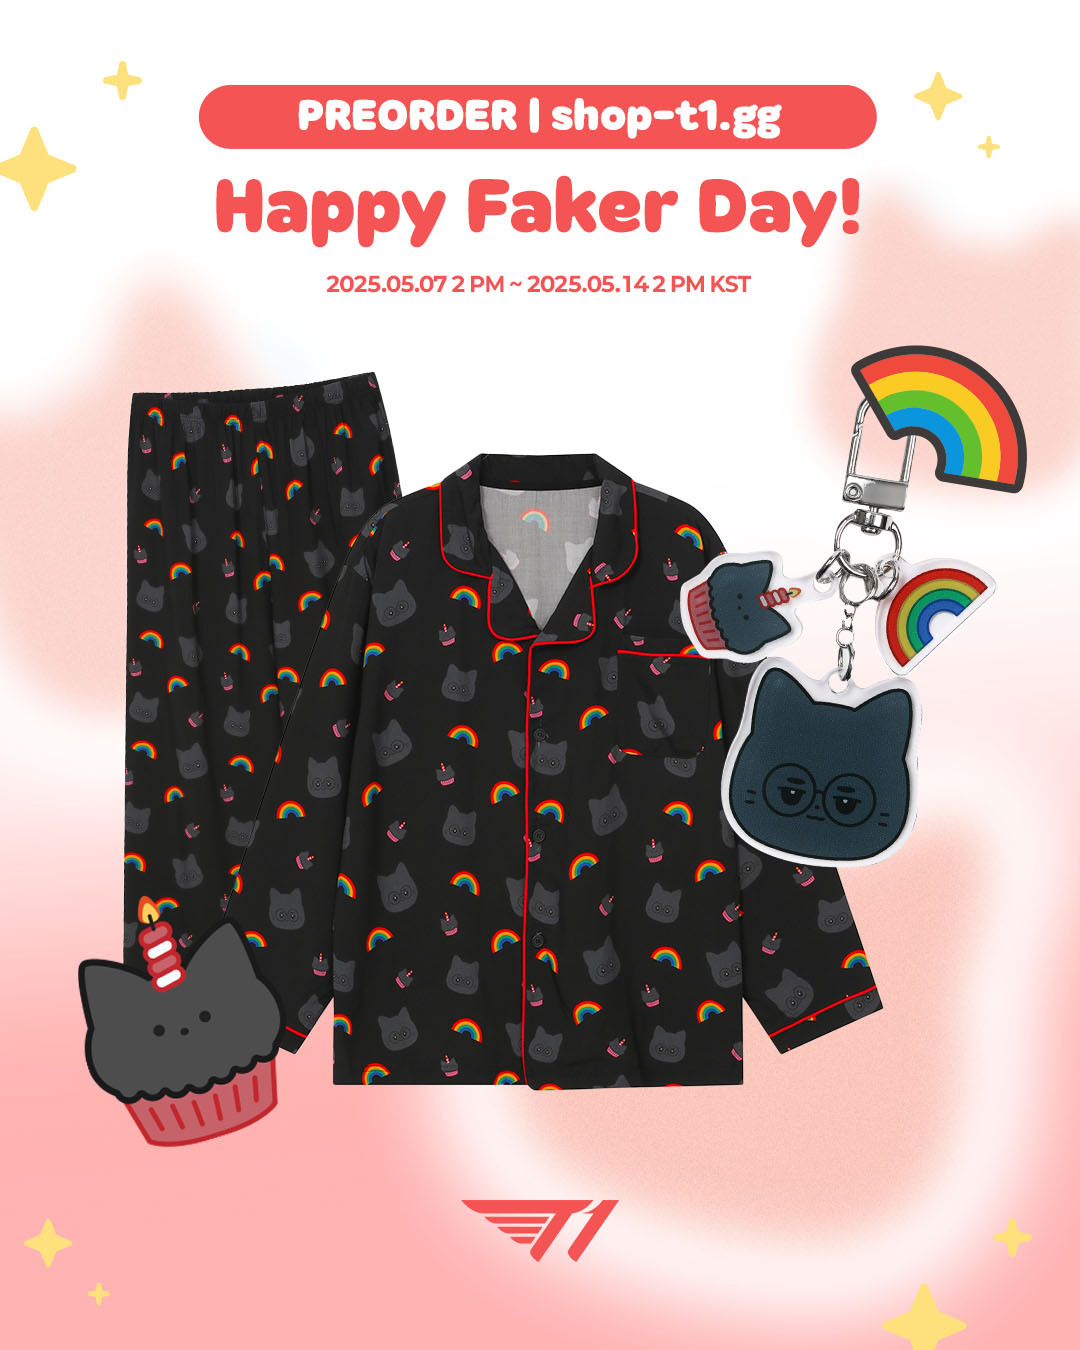 PREORDER | shop-t1.gg
Happy Faker Day!
2025.05.07 2 PM ~ 2025.05.14 2 PM KST
T1